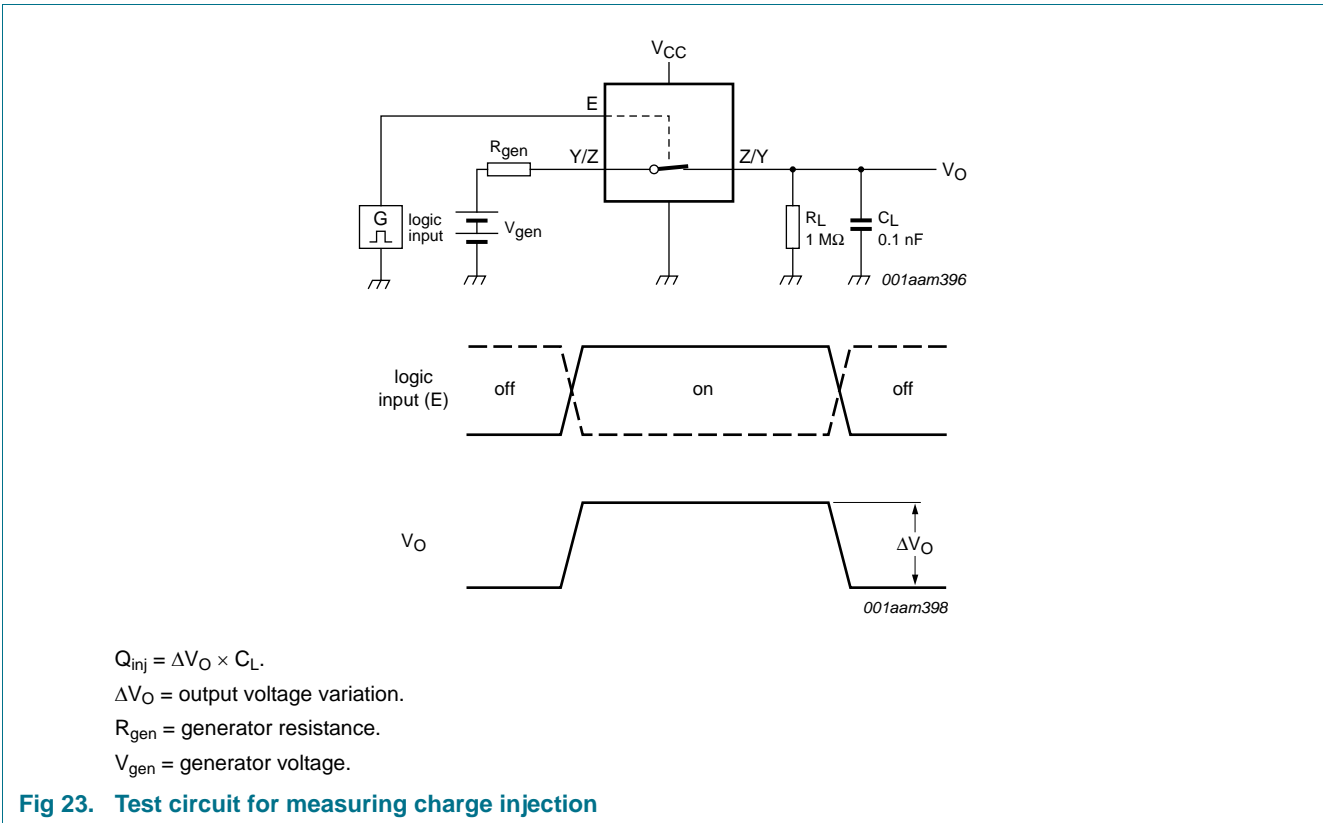 VCC
E
Rgen
Y/Z
Z/Y
VO
G
logic
input
Vgen
RL
1 MΩ
CL
0.1 nF
001aam396
logic
input (E)
off
on
off
VO
ΔVO
001aam398
Qinj = ΔVO × CL.
ΔVO = output voltage variation.
Rgen = generator resistance.
Vgen = generator voltage.
Fig 23. Test circuit for measuring charge injection